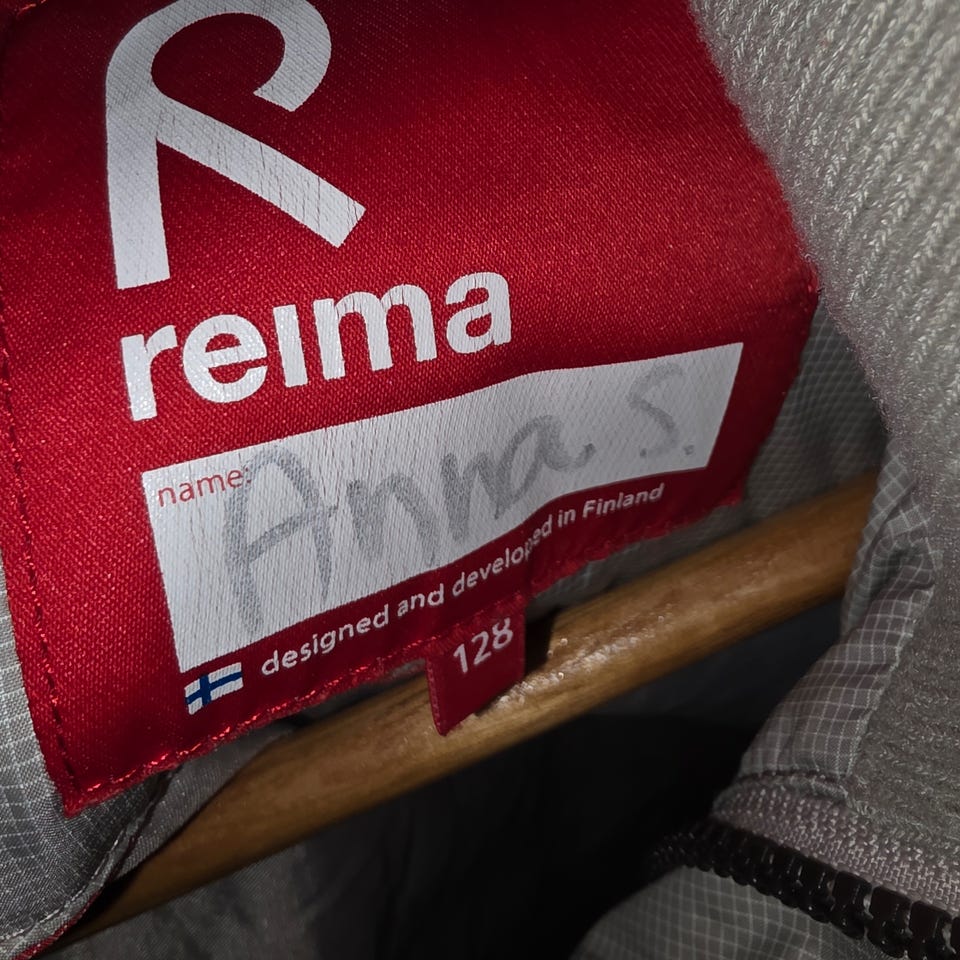 reima
name: Anna. S.
designed and developed in Finland
128